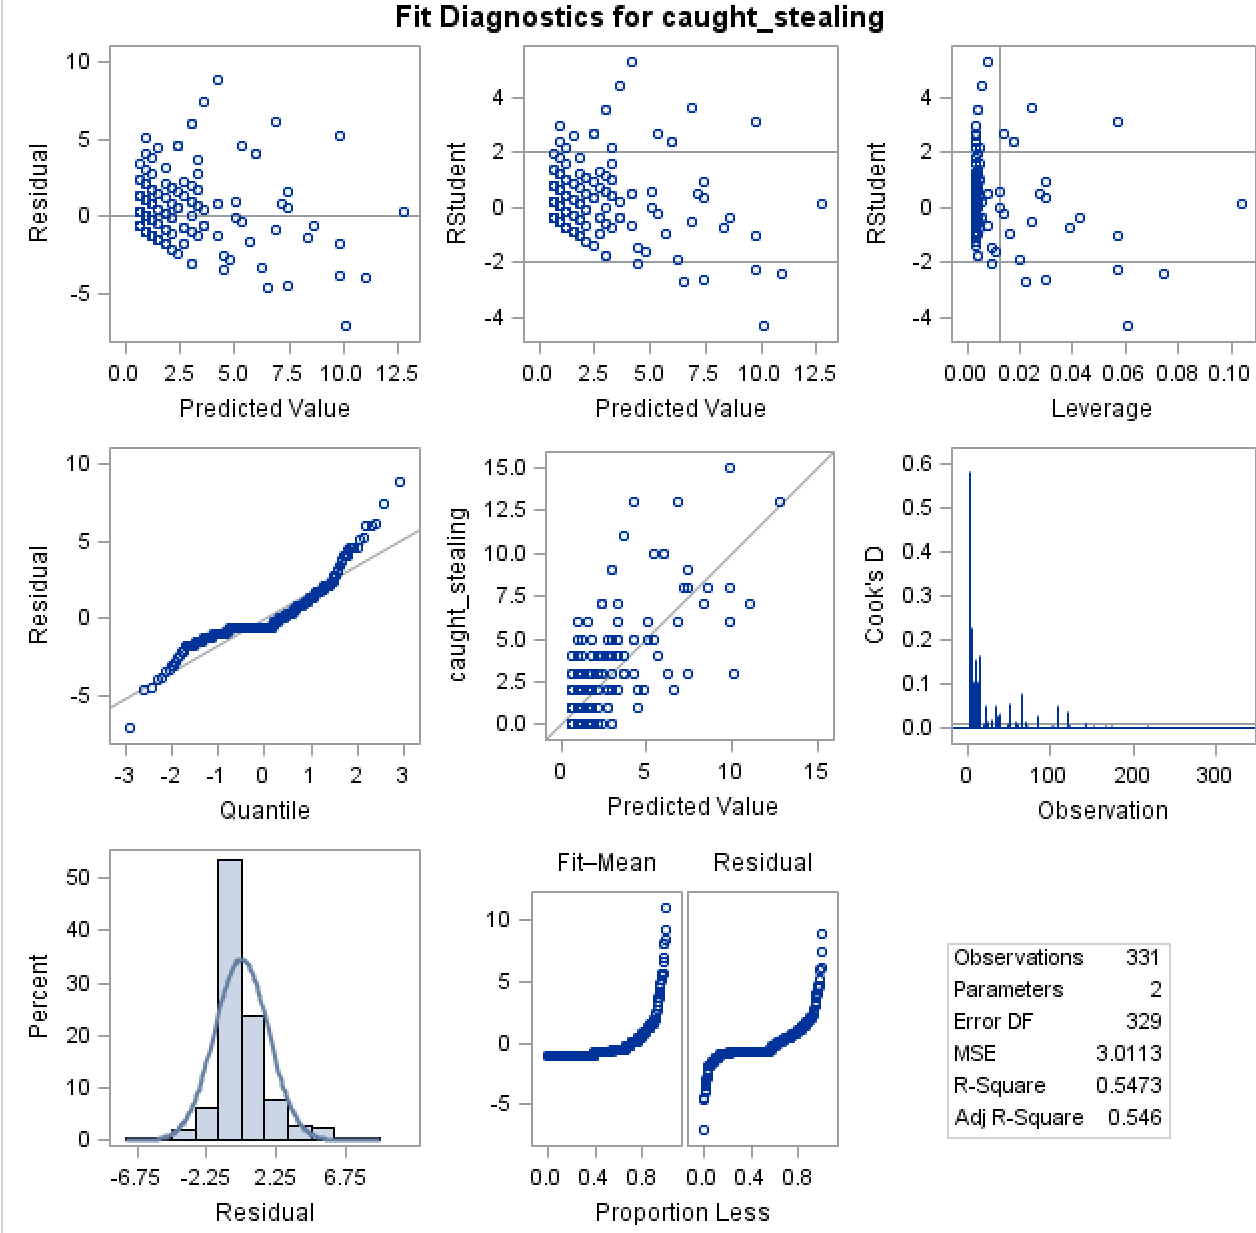 Fit Diagnostics for caught_stealing
10
5
0
-5
Residual
0.0 2.5 5.0 7.5 10.0 12.5
Predicted Value
4
2
0
-2
-4
RStudent
0.0 2.5 5.0 7.5 10.0 12.5
Predicted Value
4
2
0
-2
-4
RStudent
0.00 0.02 0.04 0.06 0.08 0.10
Leverage
10
5
0
-5
Residual
-3 -2 -1 0 1 2 3
Quantile
15.0
12.5
10.0
7.5
5.0
2.5
0.0
caught_stealing
0 5 10 15
Predicted Value
0.6
0.5
0.4
0.3
0.2
0.1
0.0
Cook's D
0 100 200 300
Observation
50
40
30
20
10
0
Percent
-6.75 -2.25 2.25 6.75
Residual
Fit–Mean Residual
10
5
0
-5
0.0 0.4 0.8 0.0 0.4 0.8
Proportion Less
Observations 331
Parameters 2
Error DF 329
MSE 3.0113
R-Square 0.5473
Adj R-Square 0.546